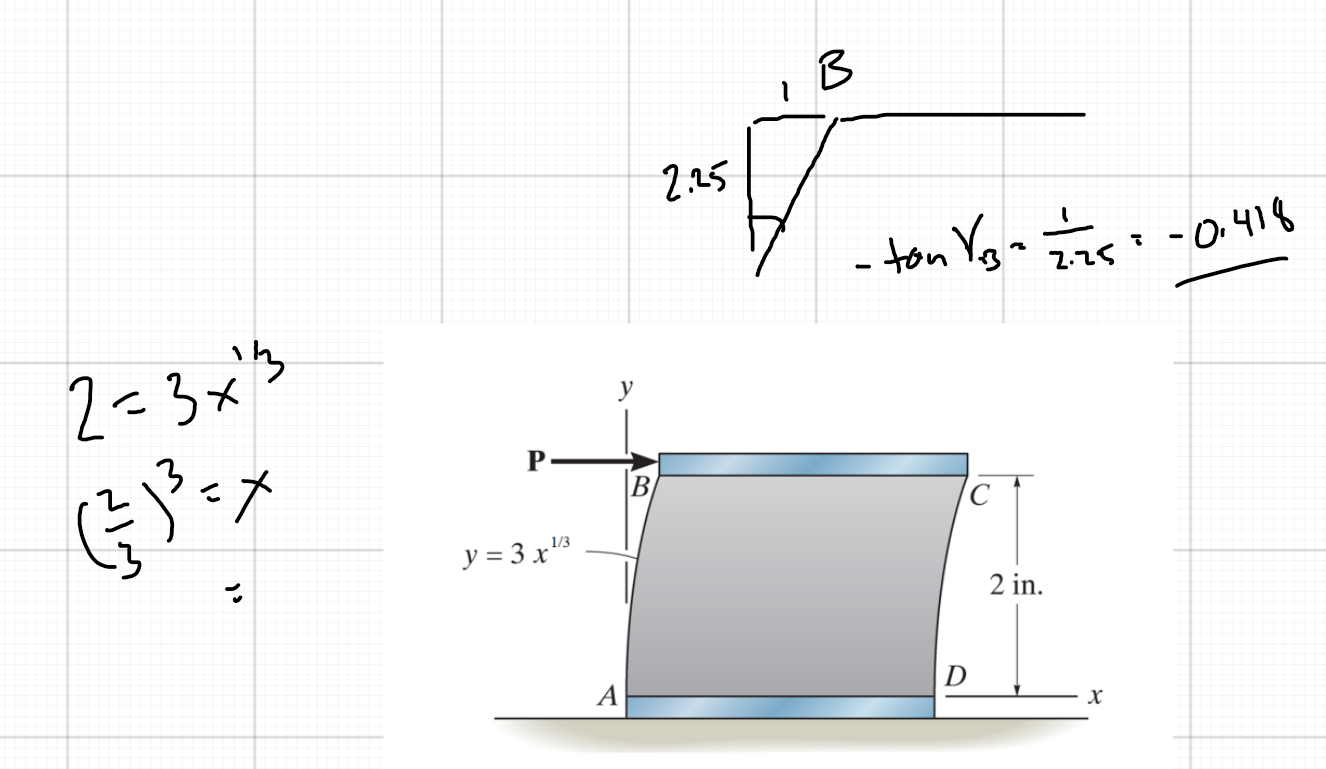 1 B
2.25
- tan γB = 1/2.25 = -0.418
2 = 3x^1/3
(2/3)^3 = x
=
y
P
B
C
y = 3 x^1/3
2 in.
A
D
x